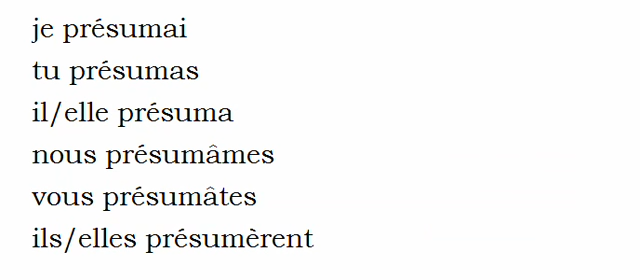 je présumai
tu présumas
il/elle présuma
nous présumâmes
vous présumâtes
ils/elles présumèrent